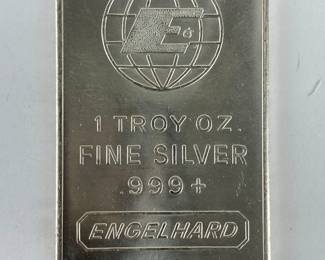 E
1 TROY OZ.
FINE SILVER
.999+
ENGELHARD